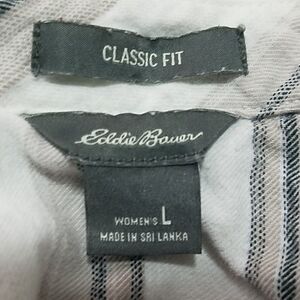 CLASSIC FIT
Eddie Bauer
WOMEN'S L
MADE IN SRI LANKA